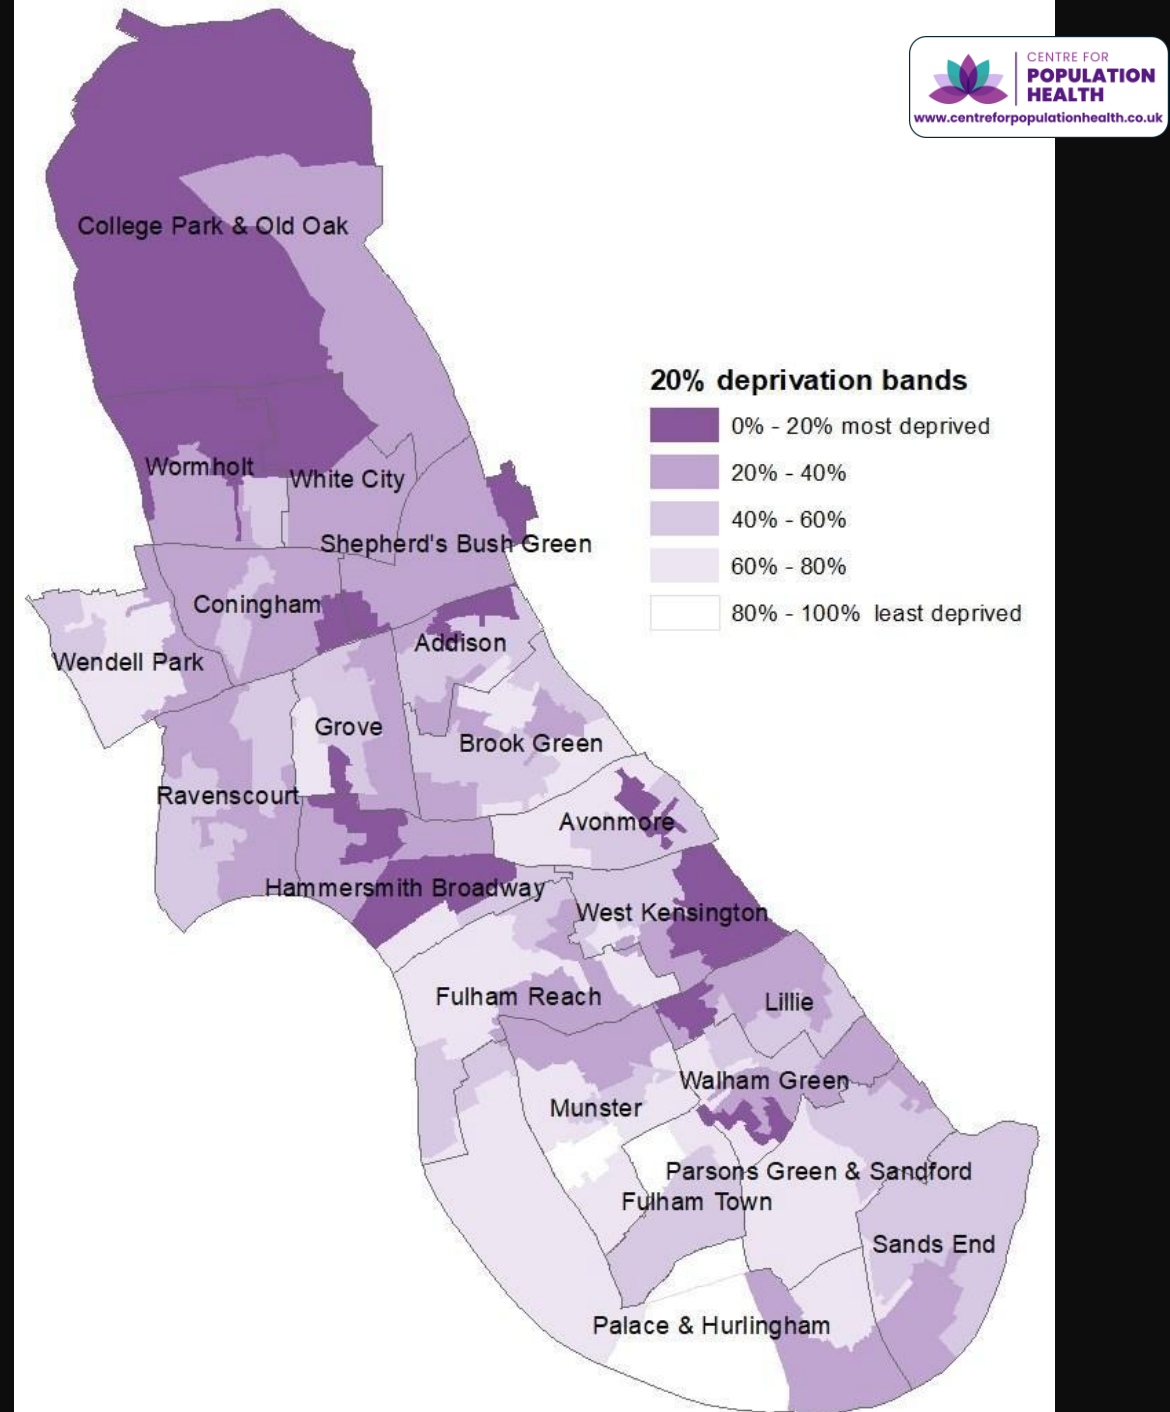 CENTRE FOR
POPULATION
HEALTH
www.centreforpopulationhealth.co.uk
College Park & Old Oak
20% deprivation bands
0% - 20% most deprived
20% - 40%
40% - 60%
60% - 80%
80% - 100% least deprived
Wormholt
White City
Shepherd's Bush Green
Coningham
Addison
Wendell Park
Grove
Brook Green
Ravenscourt
Avonmore
Hammersmith Broadway
West Kensington
Fulham Reach
Lillie
Walham Green
Munster
Parsons Green & Sandford
Fulham Town
Sands End
Palace & Hurlingham